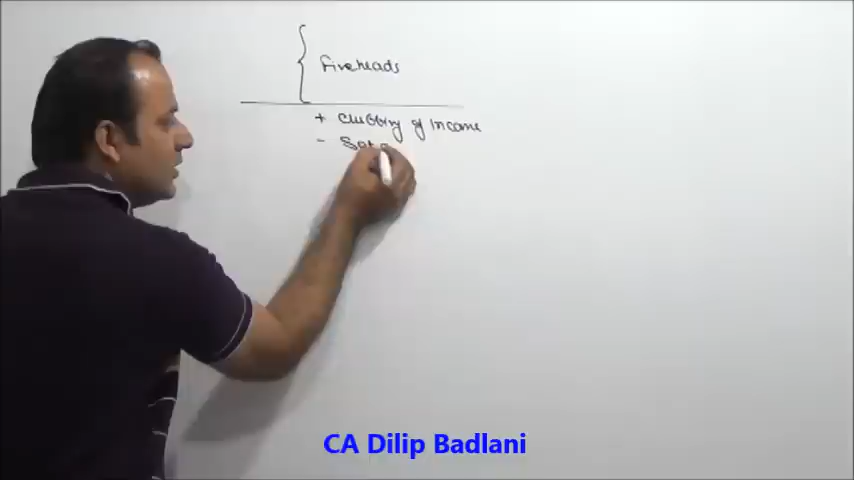 Five heads
+ Clubbing of Income
- Set
CA Dilip Badlani